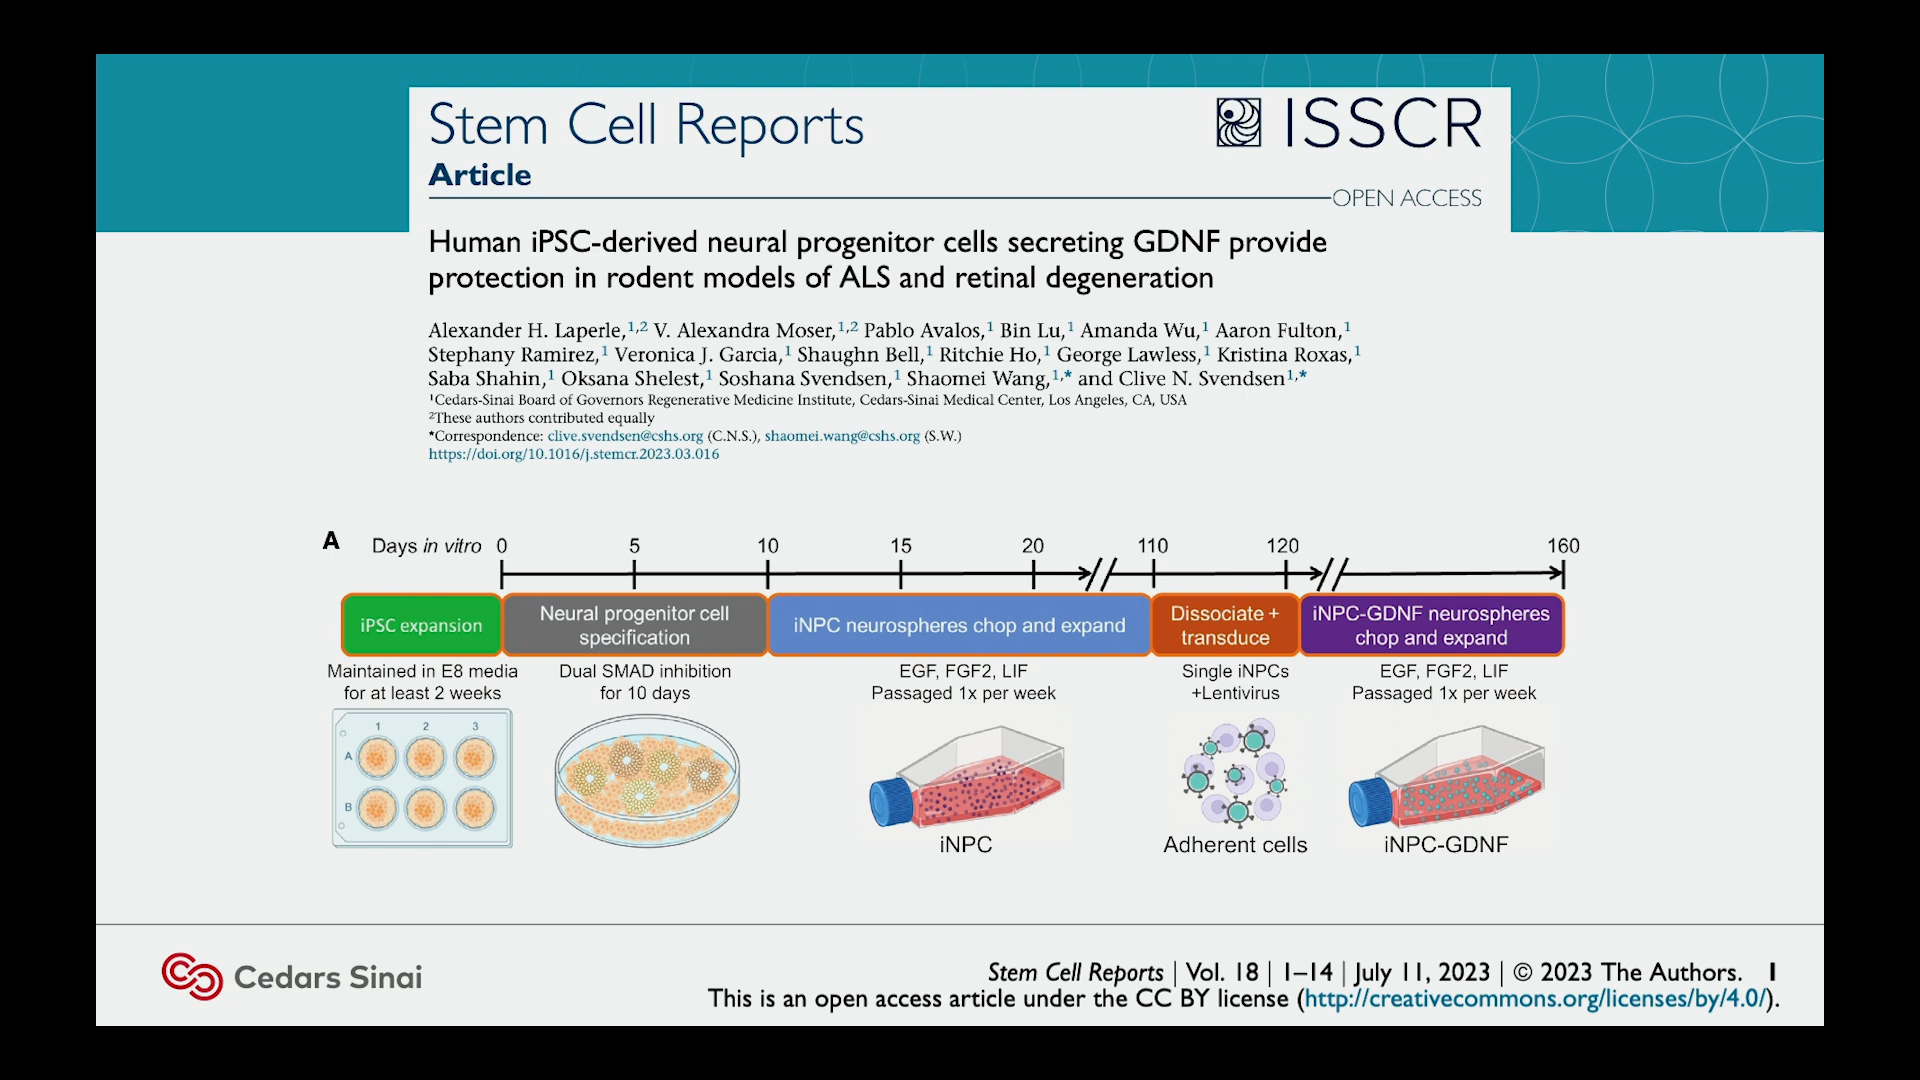 Stem Cell Reports
ISSCR
Article
OPEN ACCESS
Human iPSC-derived neural progenitor cells secreting GDNF provide
protection in rodent models of ALS and retinal degeneration
Alexander H. Laperle,1,2 V. Alexandra Moser,1,2 Pablo Avalos,1 Bin Lu,1 Amanda Wu,1 Aaron Fulton,1
Stephany Ramirez,1 Veronica J. Garcia,1 Shaughn Bell,1 Ritchie Ho,1 George Lawless,1 Kristina Roxas,1
Saba Shahin,1 Oksana Shelest,1 Soshana Svendsen,1 Shaomei Wang,1,* and Clive N. Svendsen1,*
1Cedars-Sinai Board of Governors Regenerative Medicine Institute, Cedars-Sinai Medical Center, Los Angeles, CA, USA
2These authors contributed equally
*Correspondence: clive.svendsen@cshs.org (C.N.S.), shaomei.wang@cshs.org (S.W.)
https://doi.org/10.1016/j.stemcr.2023.03.016
A
Days in vitro 0 5 10 15 20 110 120 160
iPSC expansion
Neural progenitor cell
specification
iNPC neurospheres chop and expand
Dissociate +
transduce
iNPC-GDNF neurospheres
chop and expand
Maintained in E8 media
for at least 2 weeks
Dual SMAD inhibition
for 10 days
EGF, FGF2, LIF
Passaged 1x per week
Single iNPCs
+Lentivirus
EGF, FGF2, LIF
Passaged 1x per week
1 2 3
A
B
iNPC
Adherent cells
iNPC-GDNF
Cedars Sinai
Stem Cell Reports | Vol. 18 | 1–14 | July 11, 2023 | © 2023 The Authors. 1
This is an open access article under the CC BY license (http://creativecommons.org/licenses/by/4.0/).